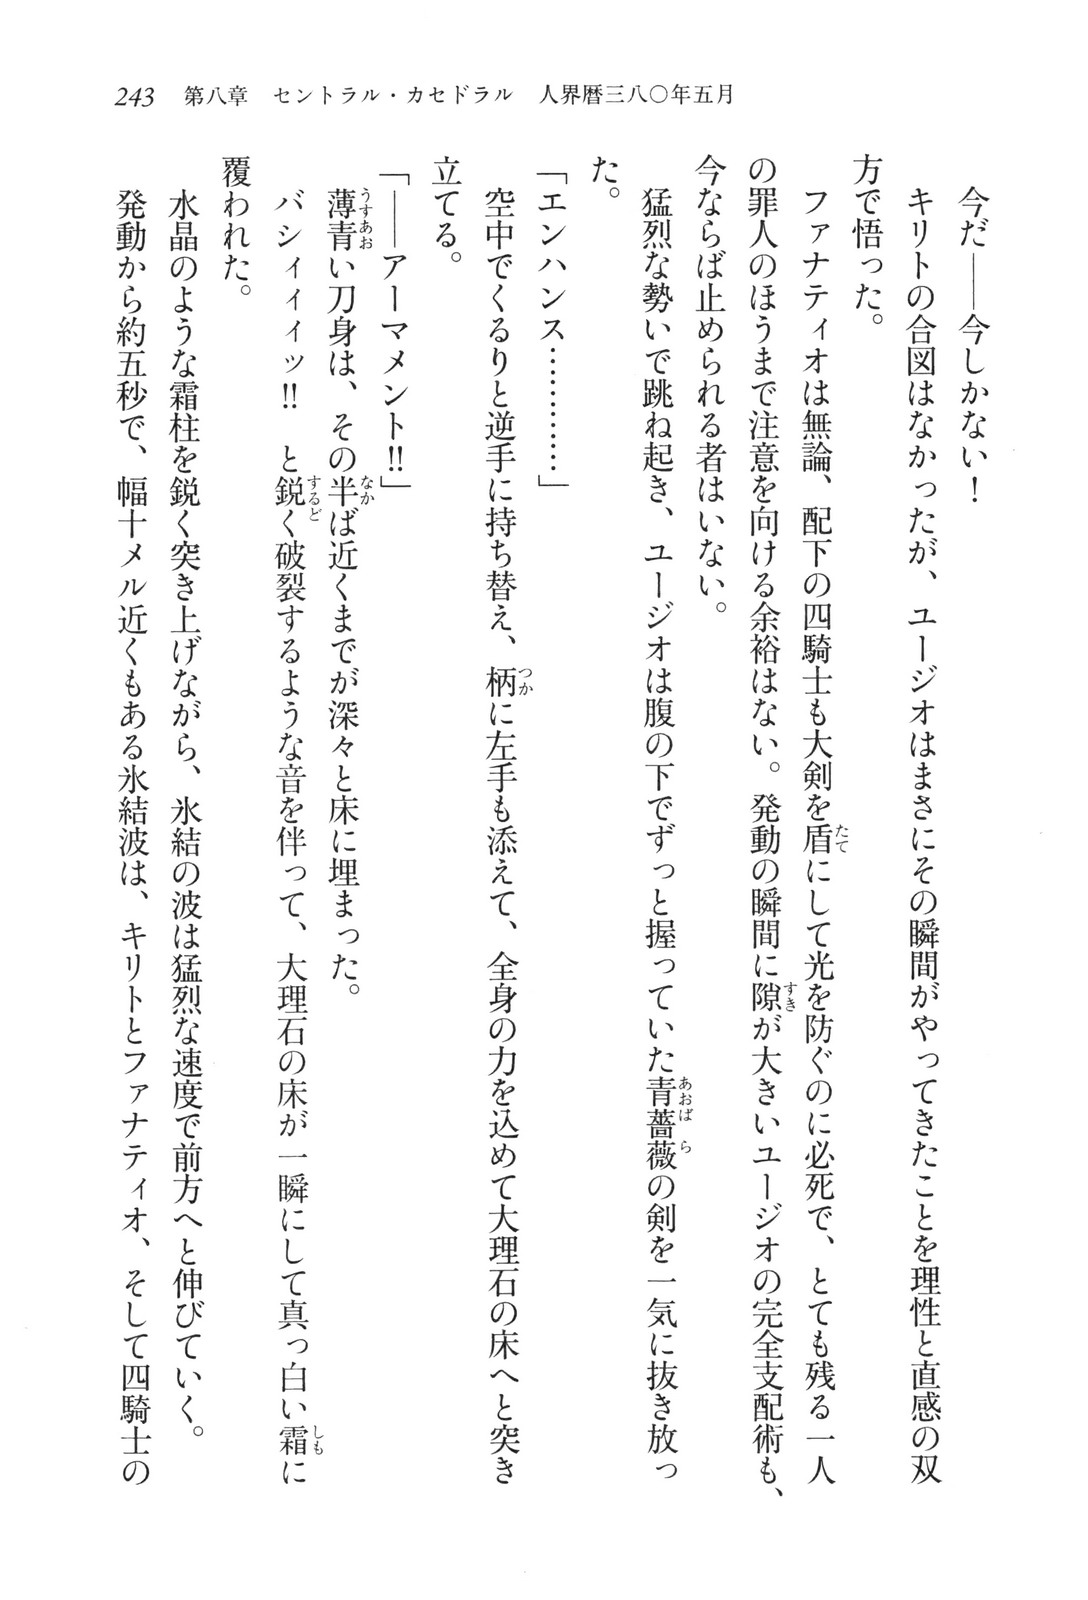 243　第八章　セントラル・カセドラル　人界暦三八〇年五月
今だ――今しかない！
キリトの合図はなかったが、ユージオはまさにその瞬間がやってきたことを理性と直感の双
方で悟った。
ファナティオは無論、配下の四騎士も大剣を盾にして光を防ぐのに必死で、とても残る一人
の罪人のほうまで注意を向ける余裕はない。発動の瞬間に隙が大きいユージオの完全支配術も、
今ならば止められる者はいない。
猛烈な勢いで跳ね起き、ユージオは腹の下でずっと握っていた青薔薇の剣を一気に抜き放っ
た。
「エンハンス…………」
空中でくるりと逆手に持ち替え、柄に左手も添えて、全身の力を込めて大理石の床へと突き
立てる。
「――アーマメント!!」
薄青い刀身は、その半ば近くまでが深々と床に埋まった。
バシィィィッ!!　と鋭く破裂するような音を伴って、大理石の床が一瞬にして真っ白い霜に
覆われた。
水晶のような霜柱を鋭く突き上げながら、氷結の波は猛烈な速度で前方へと伸びていく。
発動から約五秒で、幅十メル近くもある氷結波は、キリトとファナティオ、そして四騎士の